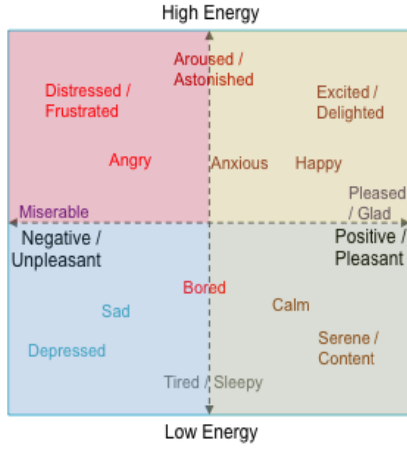 High Energy
Aroused /
Astonished
Distressed /
Frustrated
Excited /
Delighted
Angry
Anxious
Happy
Pleased
/ Glad
Miserable
Negative /
Unpleasant
Positive /
Pleasant
Bored
Sad
Calm
Depressed
Serene /
Content
Tired / Sleepy
Low Energy